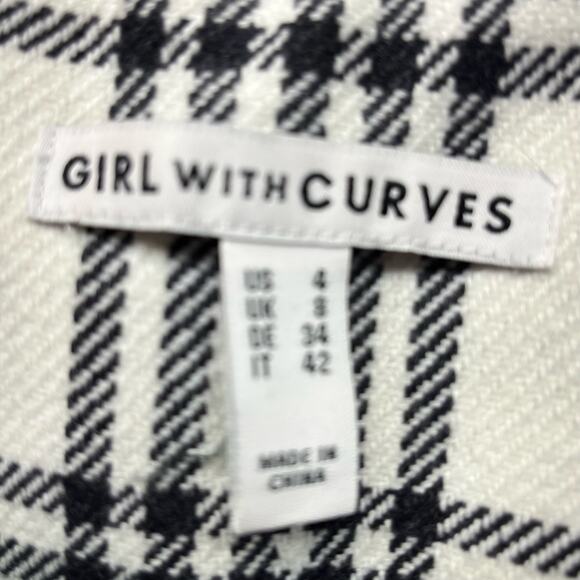 GIRL WITH CURVES
US 4
UK 8
DE 34
IT 42
MADE IN
CHINA